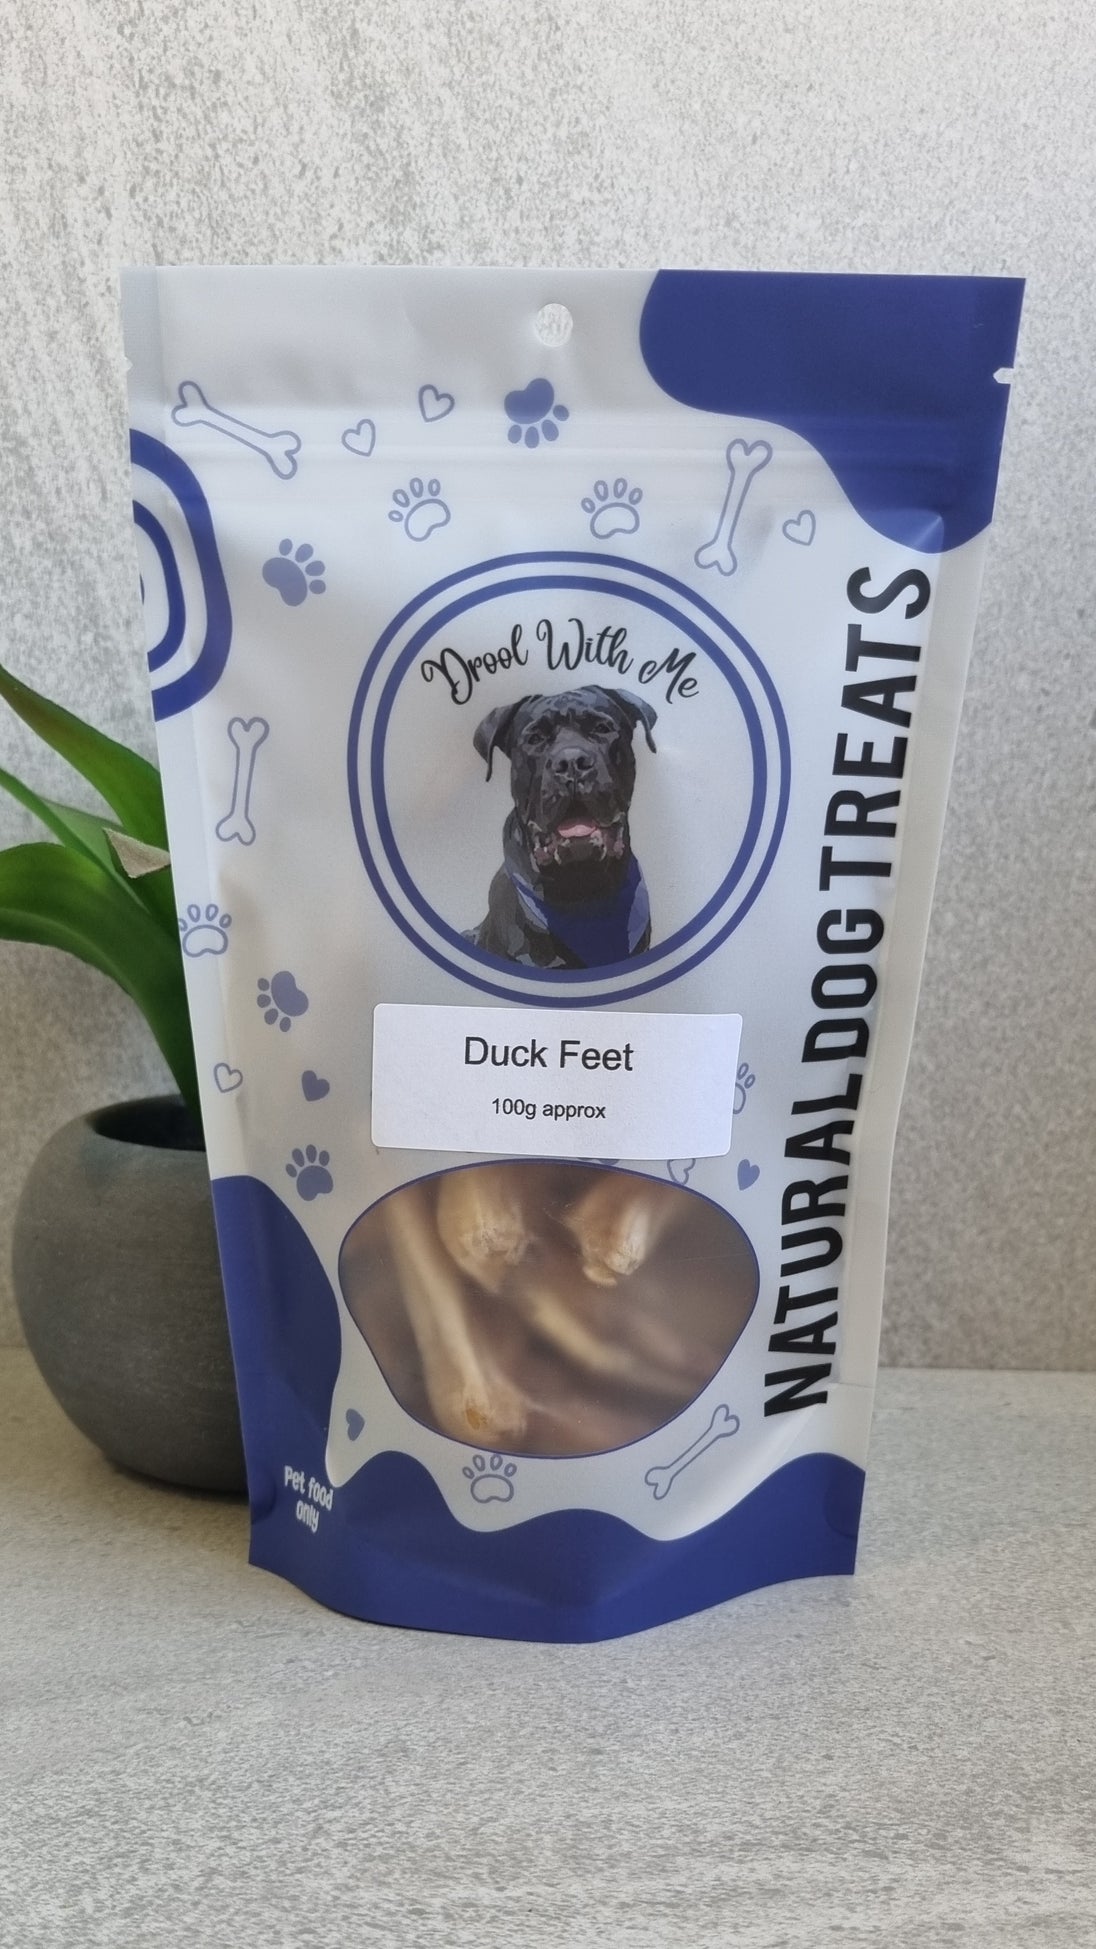 Drool With Me
Duck Feet
100g approx
NATURAL DOG TREATS
Pet food
only